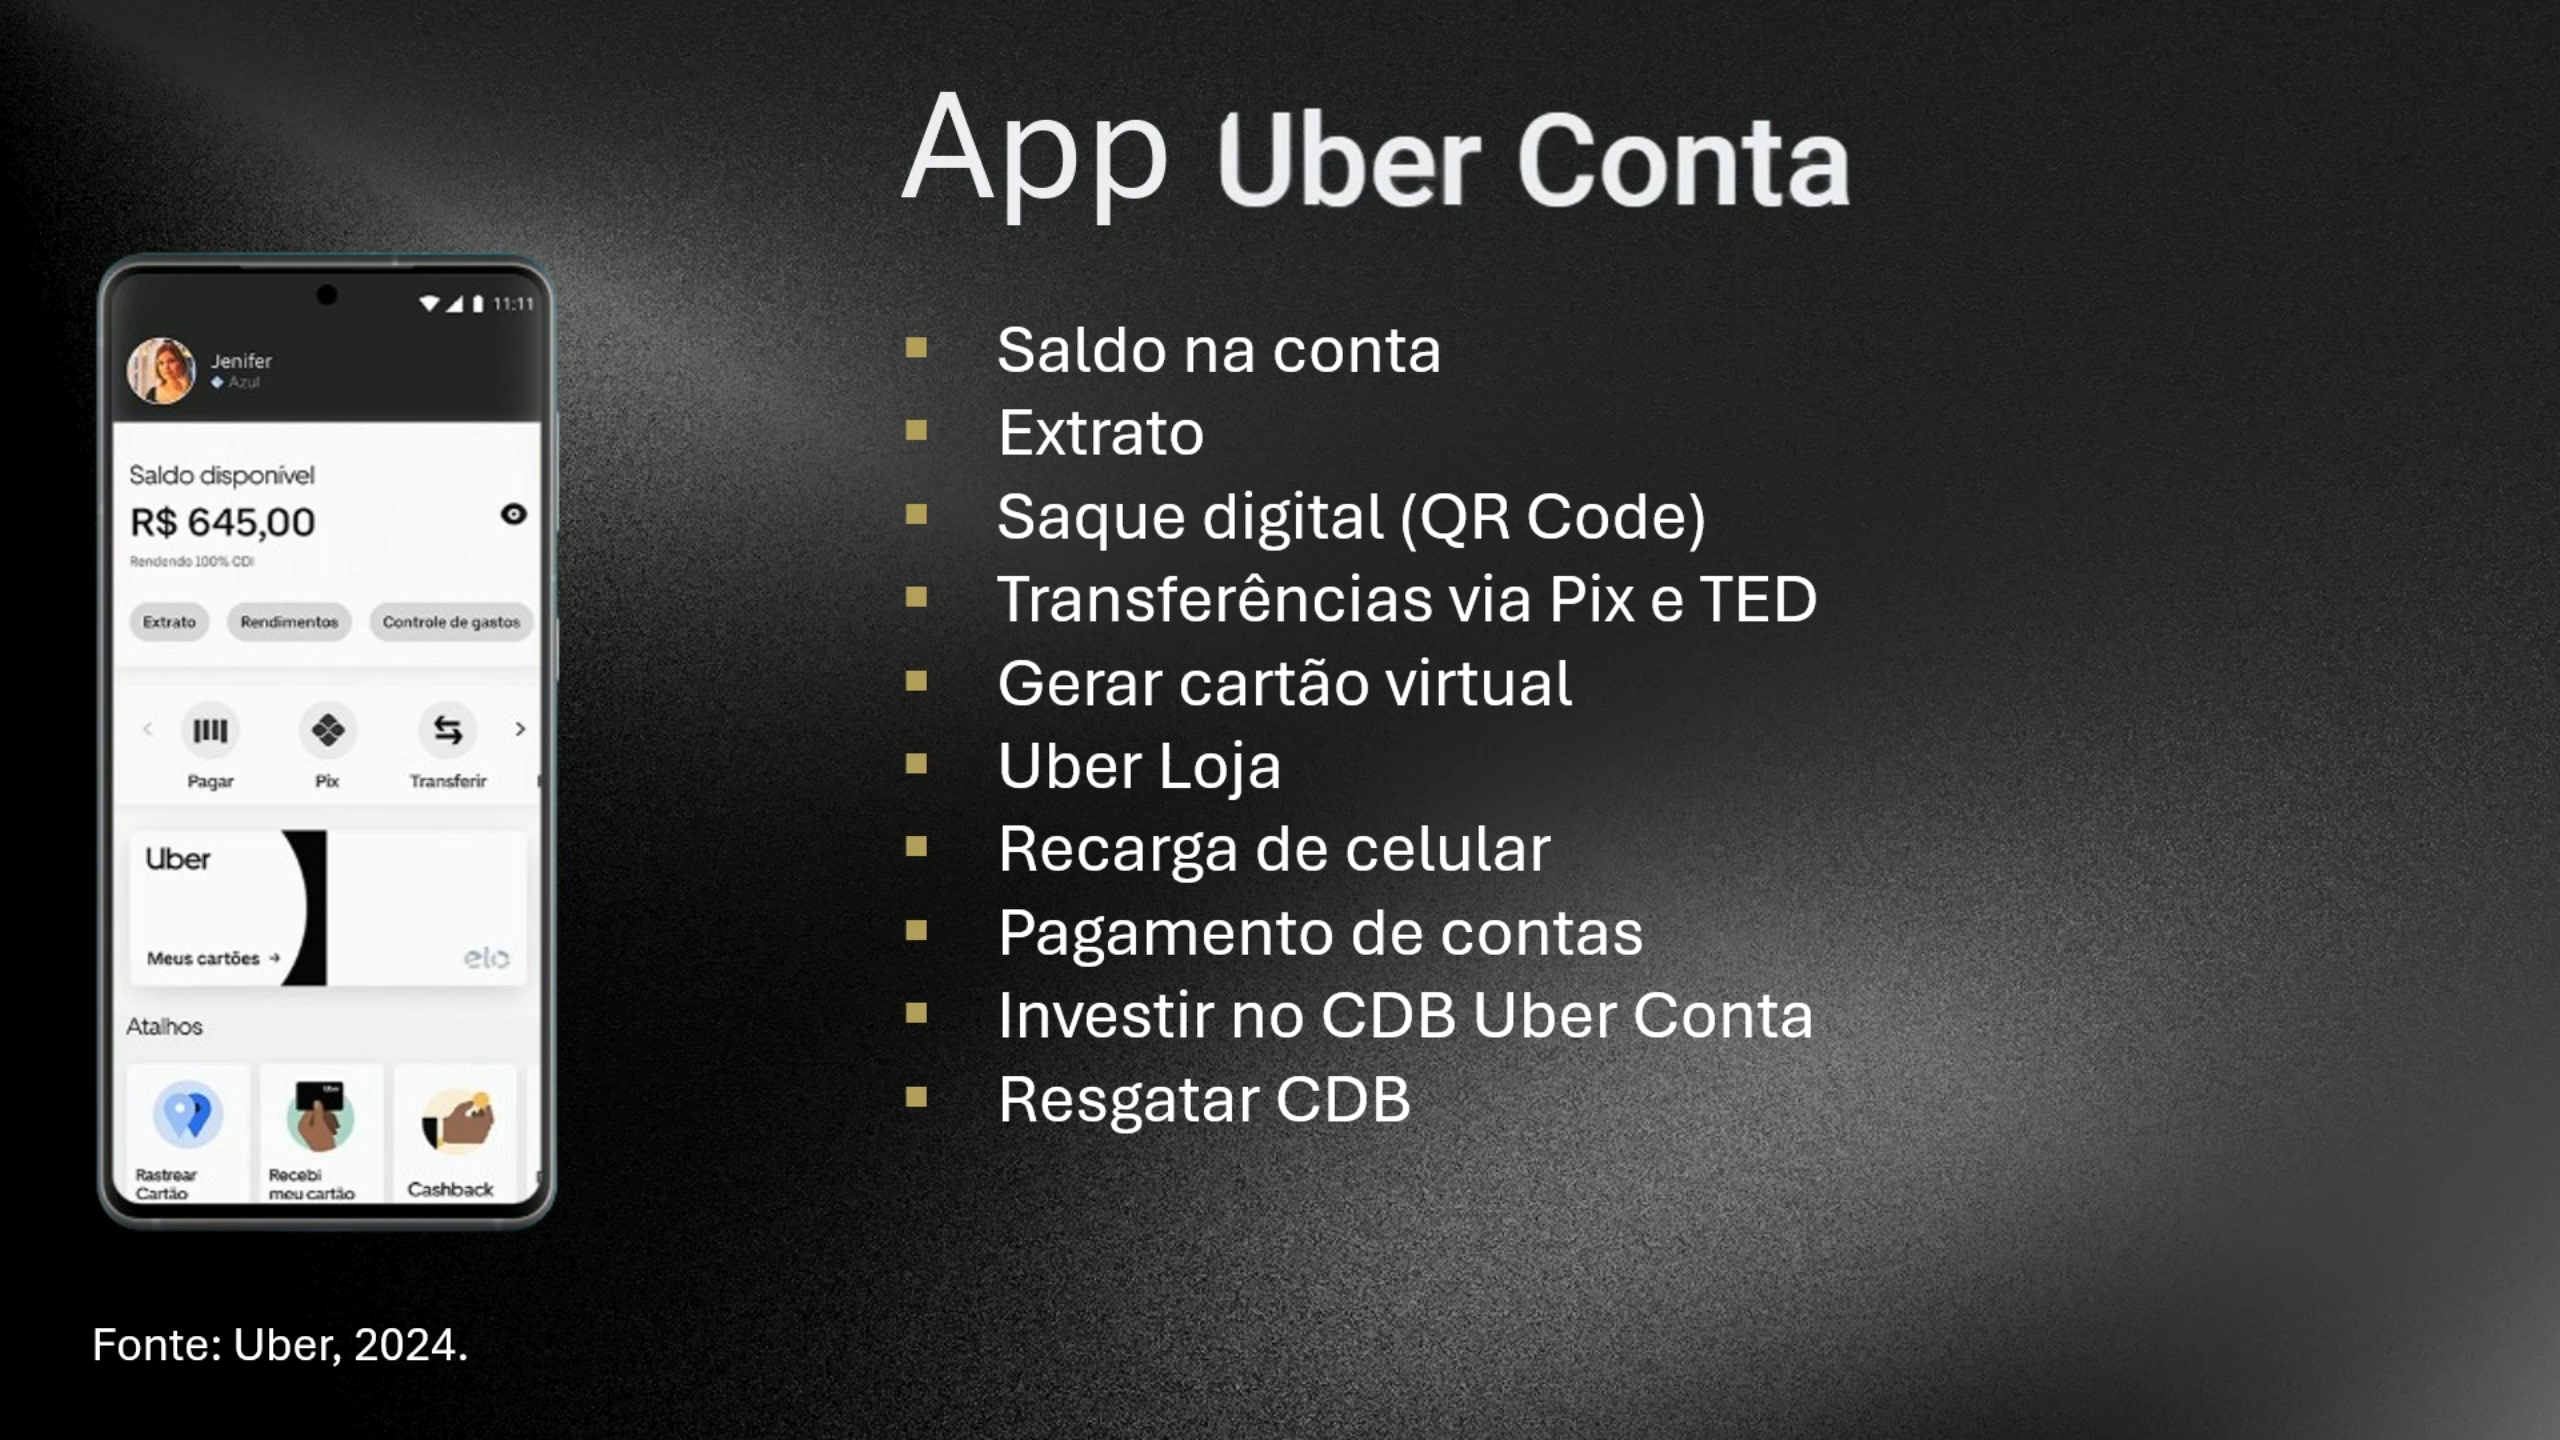 App Uber Conta
11:11
Jenifer
Azul
Saldo disponível
R$ 645,00
Rendendo 100% CDI
Extrato Rendimentos Controle de gastos
Pagar Pix Transferir
Uber
Meus cartões →
elo
Atalhos
Rastrear Cartão
Recebi meu cartão
Cashback
▪ Saldo na conta
▪ Extrato
▪ Saque digital (QR Code)
▪ Transferências via Pix e TED
▪ Gerar cartão virtual
▪ Uber Loja
▪ Recarga de celular
▪ Pagamento de contas
▪ Investir no CDB Uber Conta
▪ Resgatar CDB
Fonte: Uber, 2024.